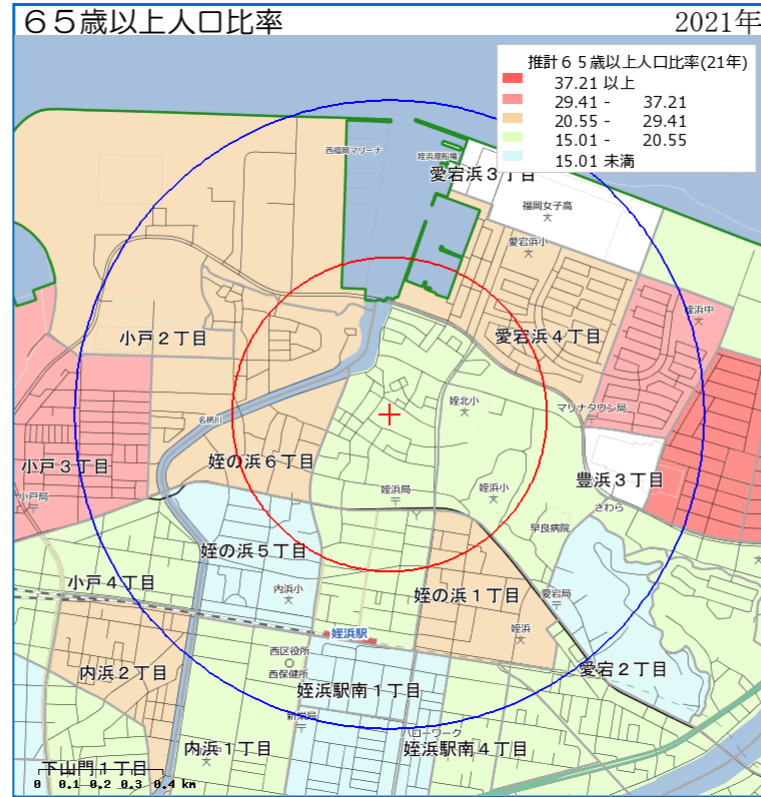 65歳以上人口比率
2021年
推計65歳以上人口比率(21年)
37.21 以上
29.41 - 37.21
20.55 - 29.41
15.01 - 20.55
15.01 未満
西福岡マリーナ
姪浜渡船場
愛宕浜3丁目
福岡女子高
愛宕浜小
姪浜中
小戸2丁目
愛宕浜4丁目
名柄川
姪北小
マリナタウン局
小戸3丁目
姪の浜6丁目
豊浜3丁目
小戸局
姪浜局
姪浜小
さわら
早良病院
姪の浜5丁目
小戸4丁目
内浜小
姪の浜1丁目
愛宕局
姪浜駅
姪浜
西区役所
西保健所
内浜2丁目
姪浜駅南1丁目
愛宕2丁目
ハローワーク
内浜1丁目
姪浜駅南4丁目
下山門1丁目
0 0.1 0.2 0.3 0.4 km